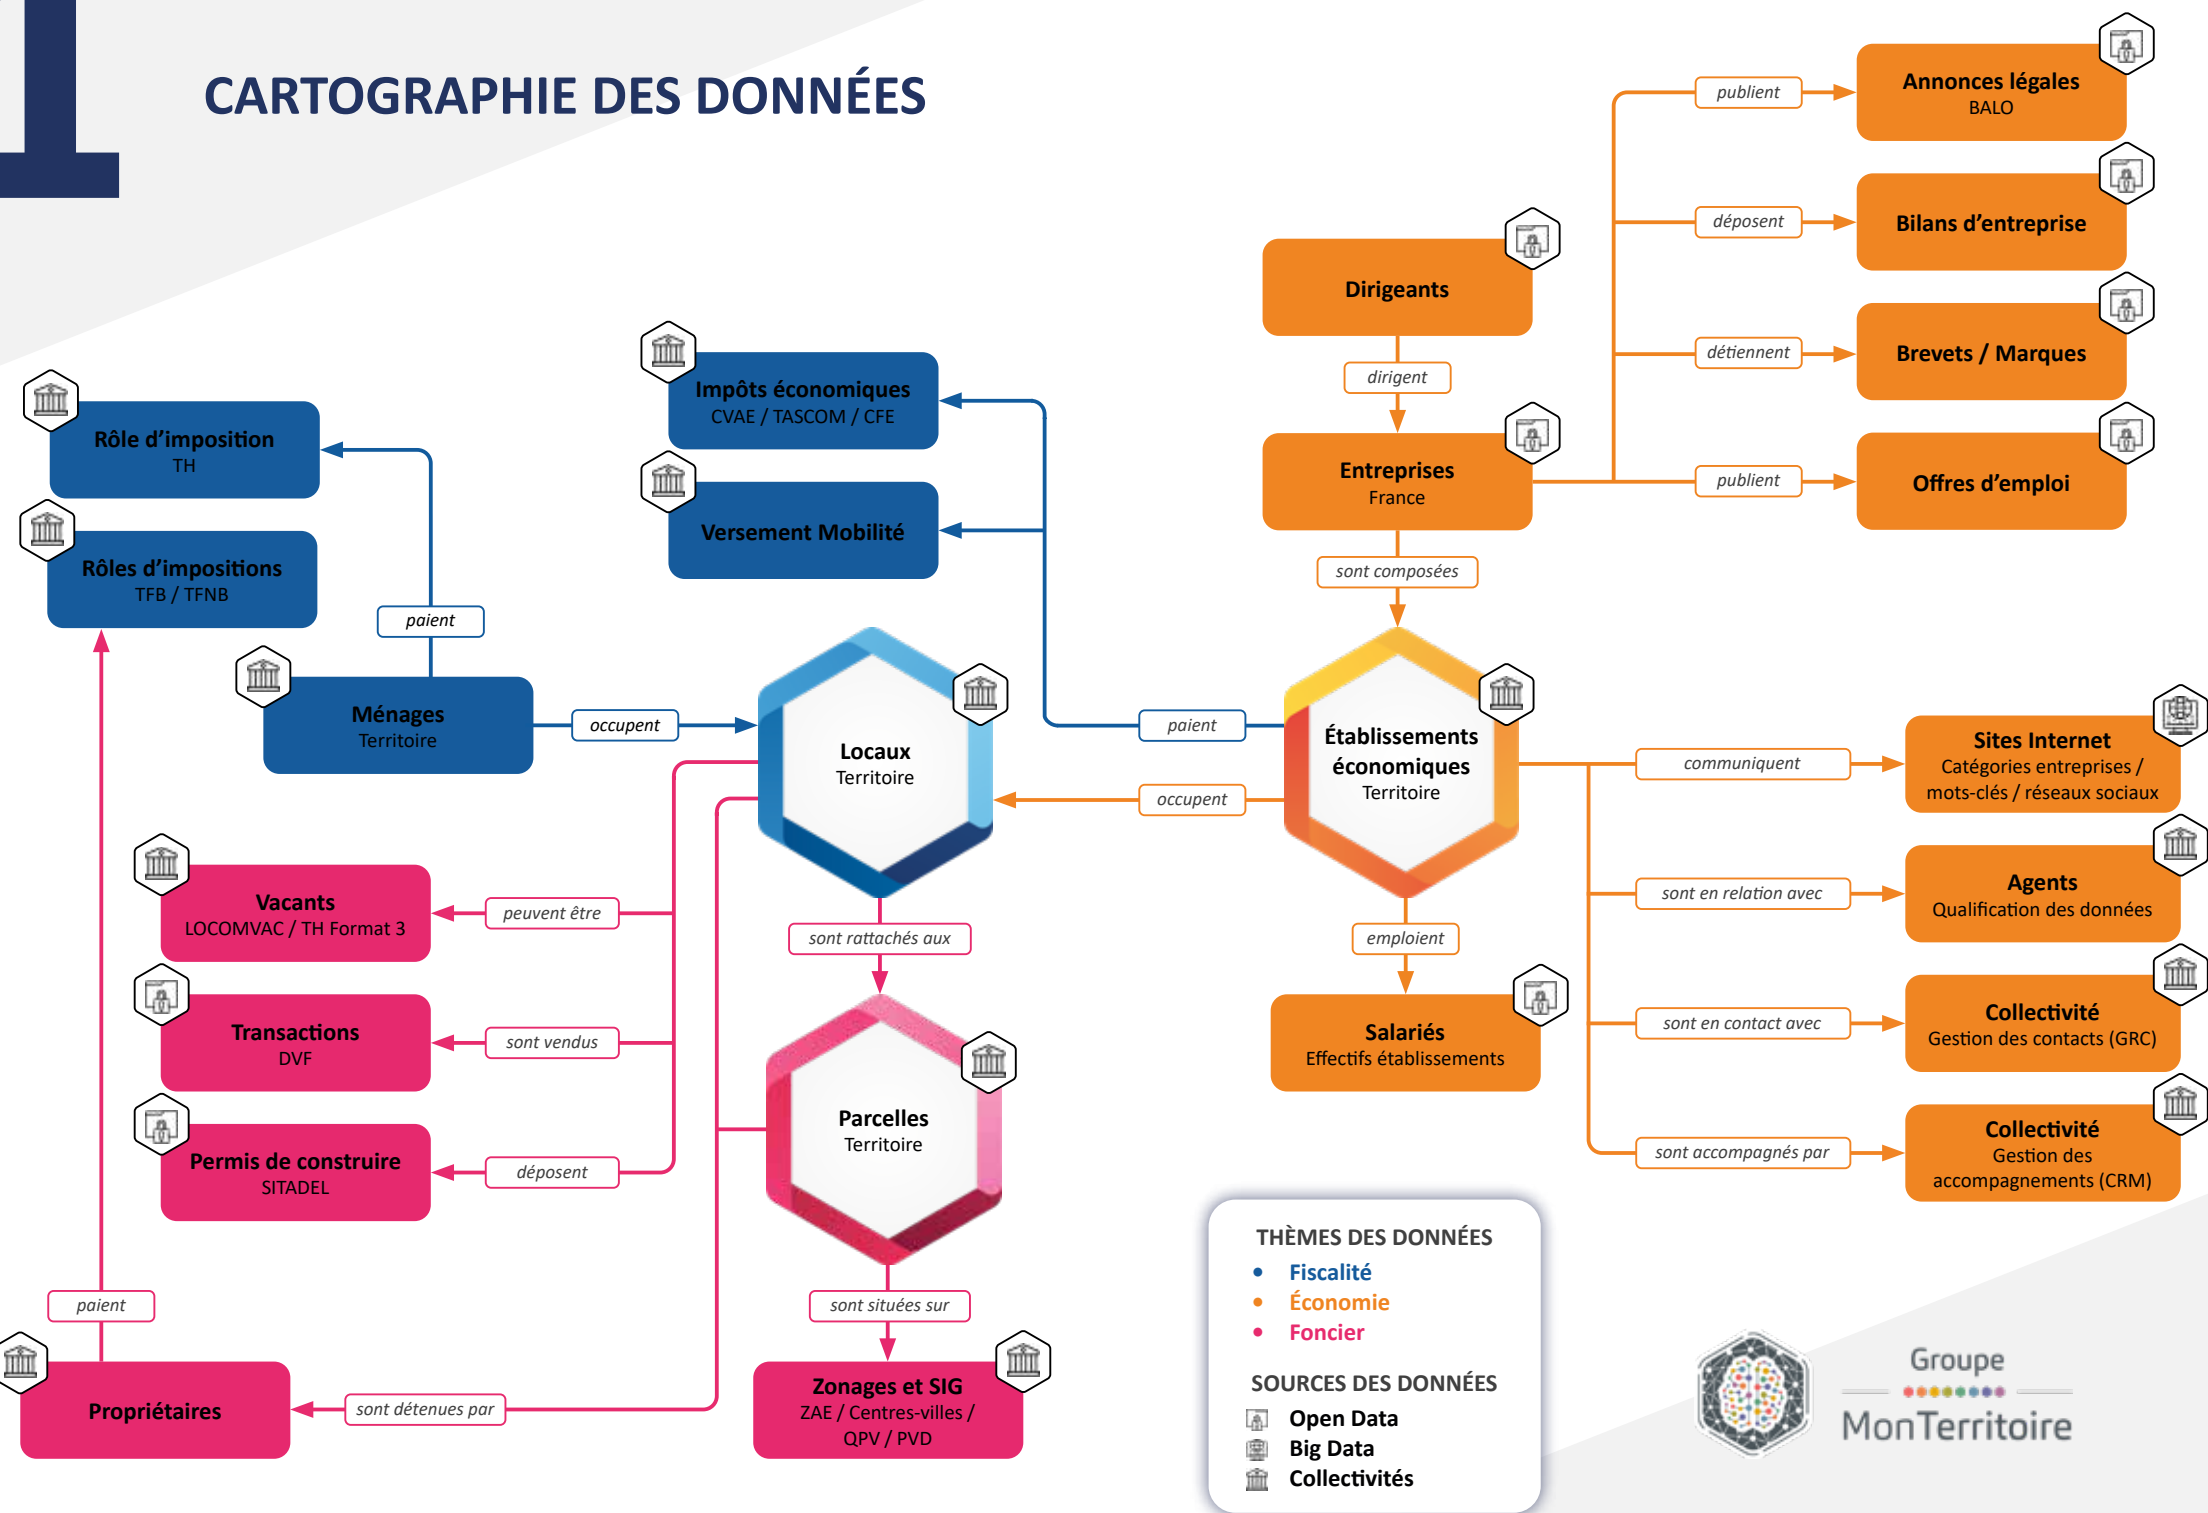 1
CARTOGRAPHIE DES DONNÉES
publient
Annonces légales
BALO
déposent
Bilans d’entreprise
détiennent
Brevets / Marques
publient
Offres d’emploi
Dirigeants
dirigent
Entreprises
France
sont composées
Impôts économiques
CVAE / TASCOM / CFE
Versement Mobilité
Rôle d’imposition
TH
Rôles d’impositions
TFB / TFNB
paient
Ménages
Territoire
occupent
Locaux
Territoire
paient
occupent
Établissements
économiques
Territoire
communiquent
Sites Internet
Catégories entreprises /
mots-clés / réseaux sociaux
sont en relation avec
Agents
Qualification des données
sont en contact avec
Collectivité
Gestion des contacts (GRC)
sont accompagnés par
Collectivité
Gestion des
accompagnements (CRM)
emploient
Salariés
Effectifs établissements
Vacants
LOCOMVAC / TH Format 3
peuvent être
Transactions
DVF
sont vendus
Permis de construire
SITADEL
déposent
sont rattachés aux
Parcelles
Territoire
sont situées sur
Zonages et SIG
ZAE / Centres-villes /
QPV / PVD
paient
Propriétaires
sont détenues par
THÈMES DES DONNÉES
• Fiscalité
• Économie
• Foncier
SOURCES DES DONNÉES
Open Data
Big Data
Collectivités
Groupe
MonTerritoire